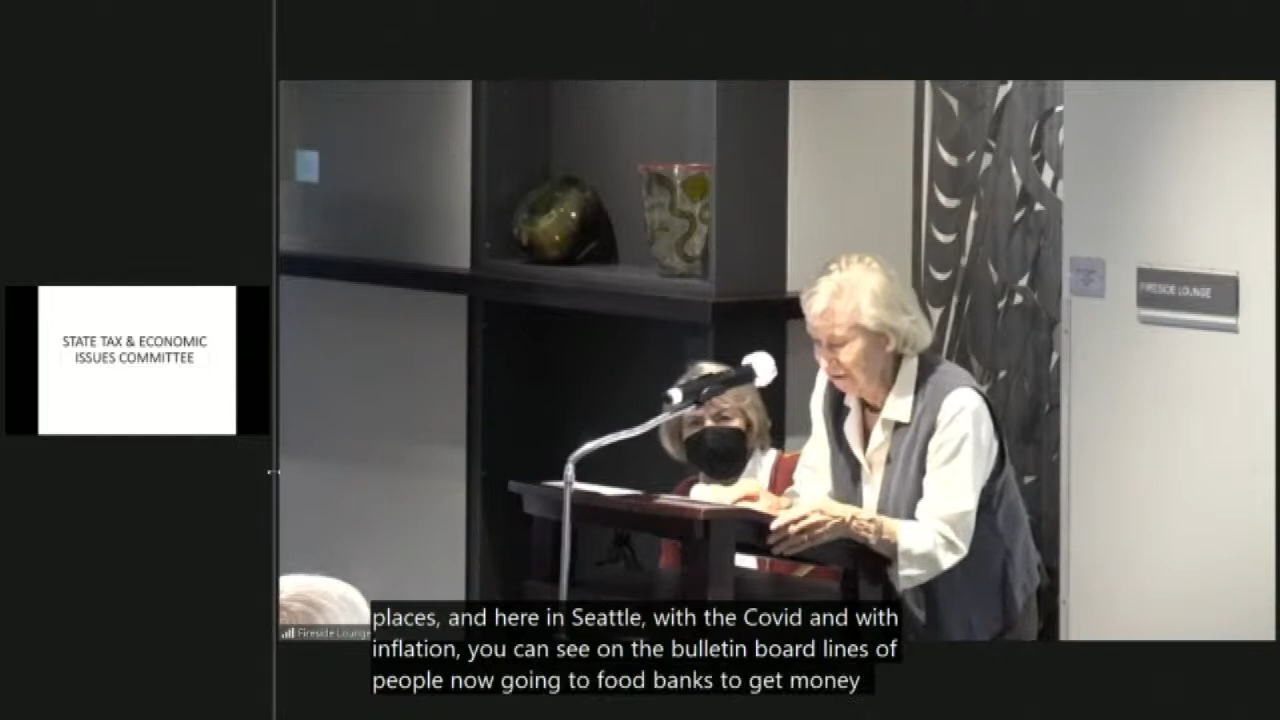 STATE TAX & ECONOMIC
ISSUES COMMITTEE
FIRESIDE LOUNGE
Fireside Lounge
places, and here in Seattle, with the Covid and with
inflation, you can see on the bulletin board lines of
people now going to food banks to get money